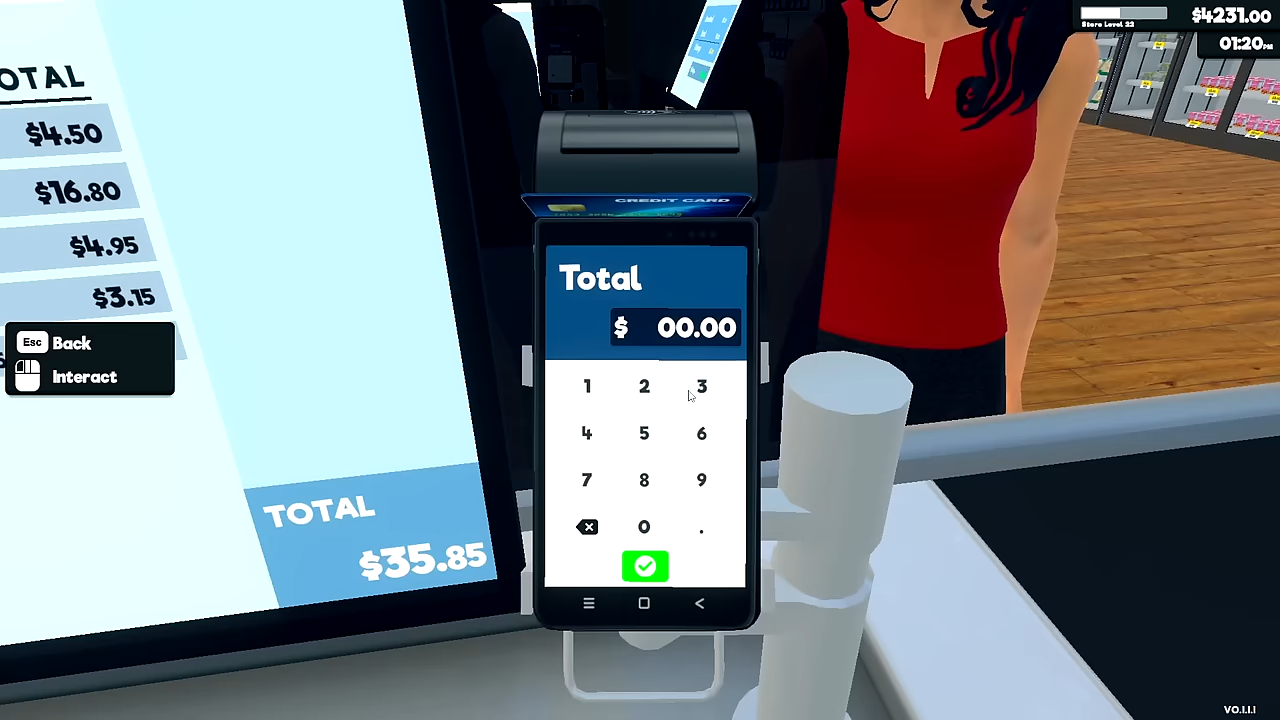 OTAL
$4.50
$16.80
$4.95
$3.15
Esc Back
Interact
TOTAL
$35.85
CREDIT CARD
Total
$ 00.00
1 2 3
4 5 6
7 8 9
0 .
$4231.00
Store Level 22
01:20PM
V0.1.1.1